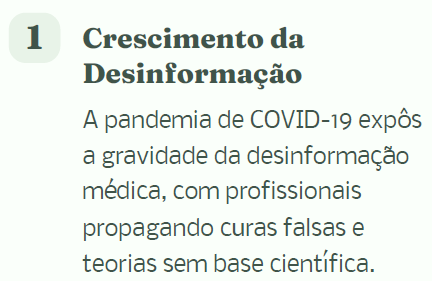 1
Crescimento da
Desinformação
A pandemia de COVID-19 expôs
a gravidade da desinformação
médica, com profissionais
propagando curas falsas e
teorias sem base científica.